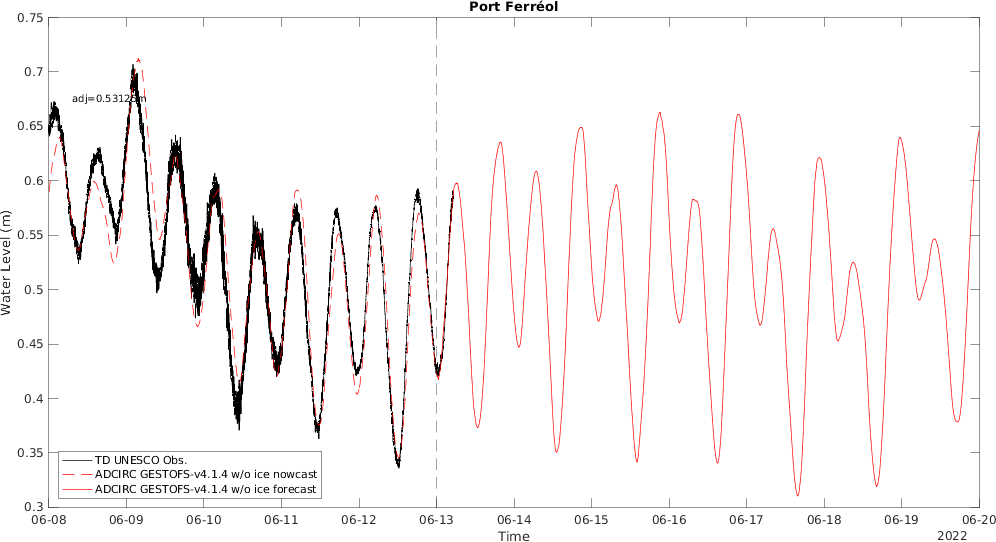 Port Ferréol
0.75
0.7
0.65
0.6
0.55
0.5
0.45
0.4
0.35
0.3
Water Level (m)
adj=0.53126m
TD UNESCO Obs.
ADCIRC GESTOFS-v4.1.4 w/o ice nowcast
ADCIRC GESTOFS-v4.1.4 w/o ice forecast
06-08 06-09 06-10 06-11 06-12 06-13 06-14 06-15 06-16 06-17 06-18 06-19 06-20
Time
2022